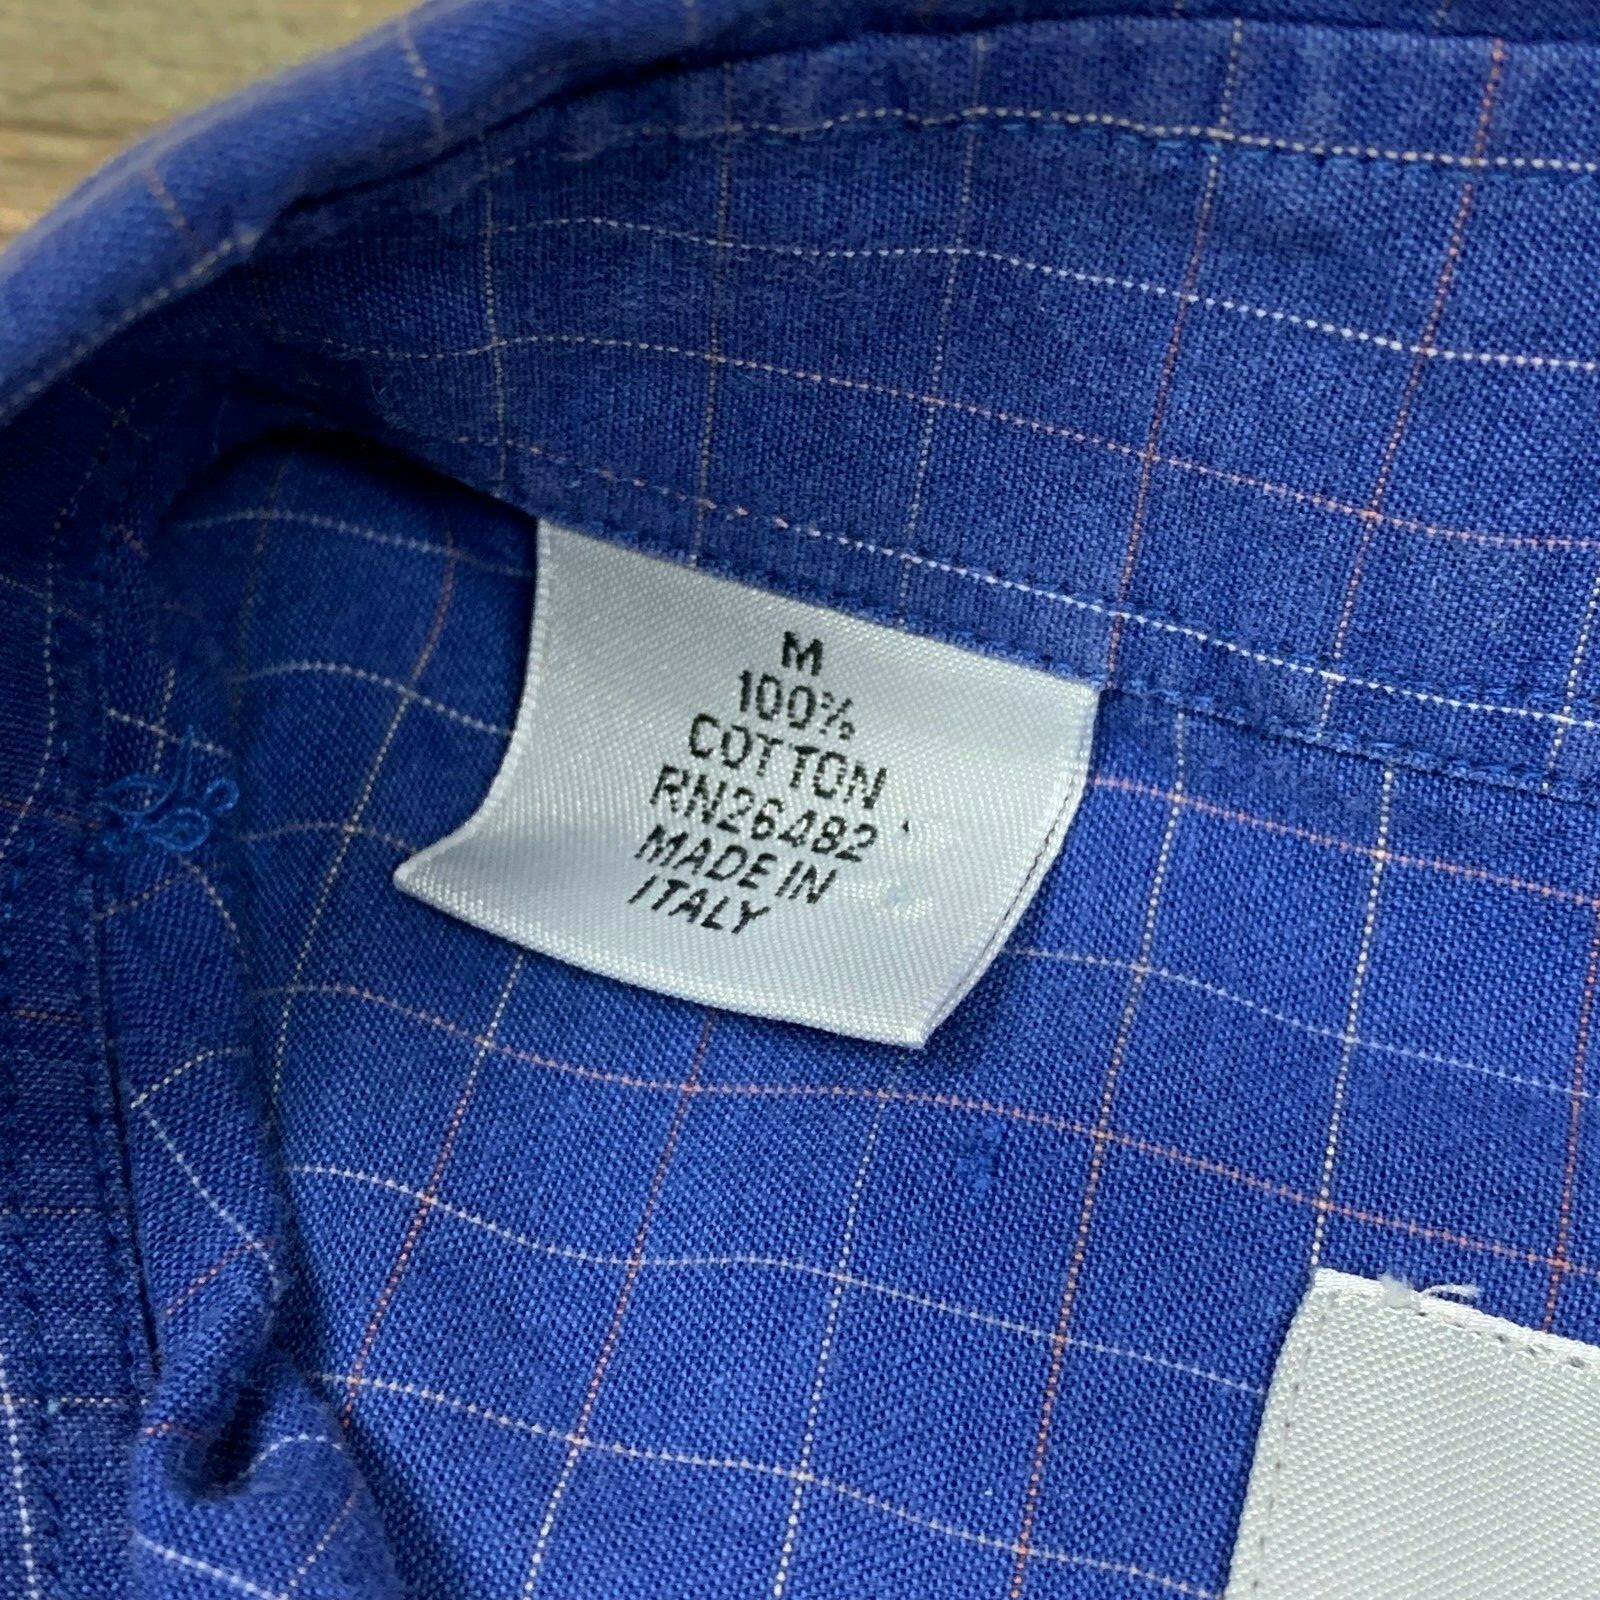 M
100%
COTTON
RN26482
MADE IN
ITALY